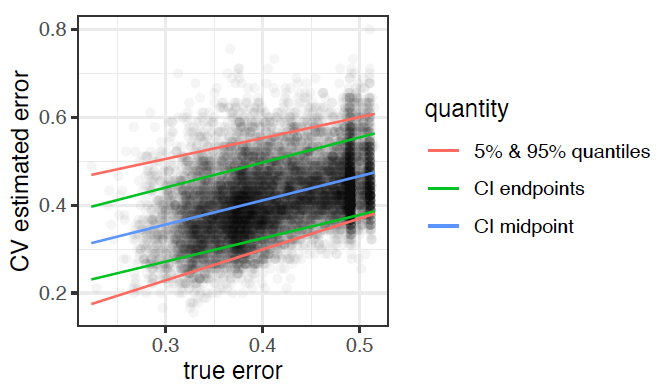 0.8
0.6
0.4
0.2
CV estimated error
0.3 0.4 0.5
true error
quantity
5% & 95% quantiles
CI endpoints
CI midpoint